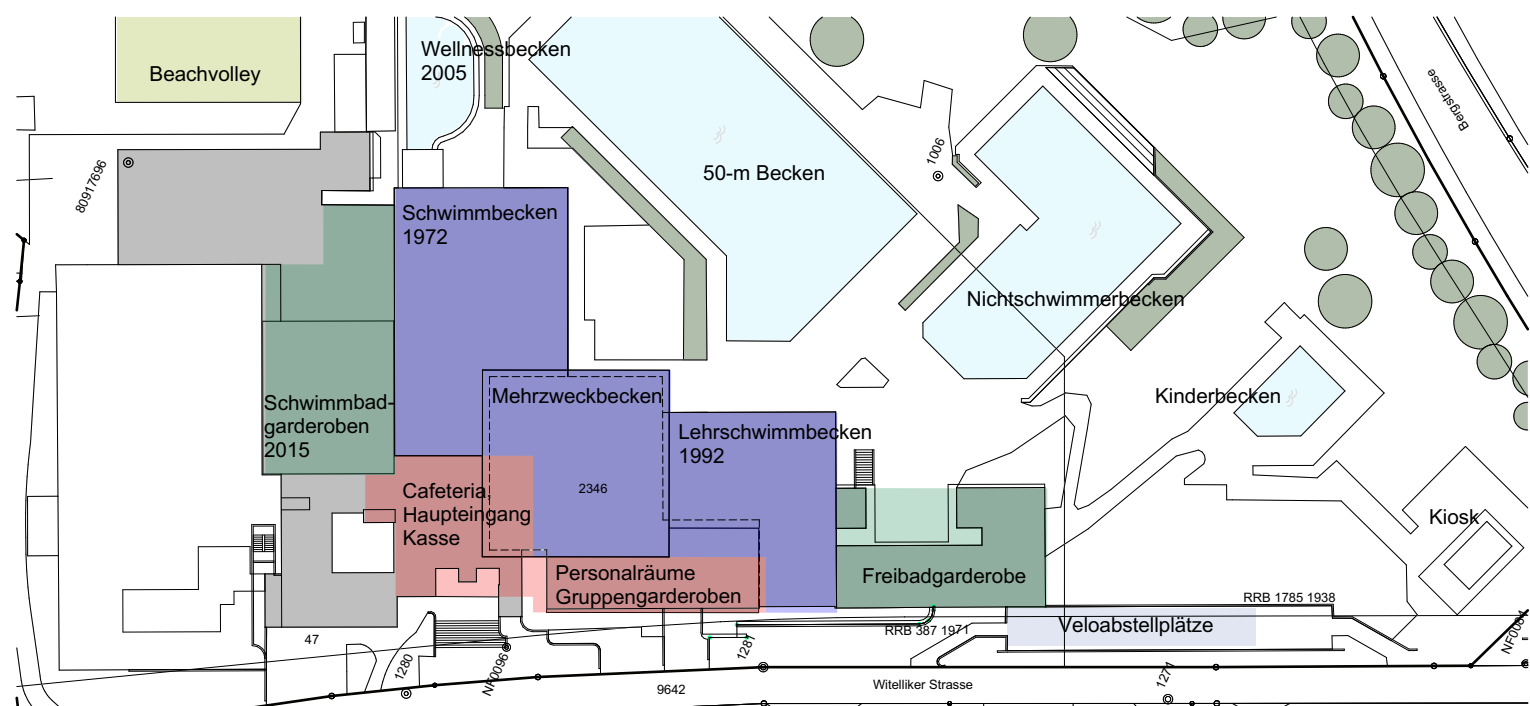 Wellnessbecken
2005
Beachvolley
Bergstrasse
80917696
1006
50-m Becken
Schwimmbecken
1972
Nichtschwimmerbecken
Schwimmbad-
garderoben
2015
Mehrzweckbecken
Kinderbecken
Lehrschwimmbecken
1992
2346
Cafeteria,
Haupteingang
Kasse
Kiosk
Personalräume
Gruppengarderoben
Freibadgarderobe
RRB 1785 1938
RRB 387 1971
Veloabstellplätze
47
1280
NF0096
1281
9642
Witelliker Strasse
1271
NF0084